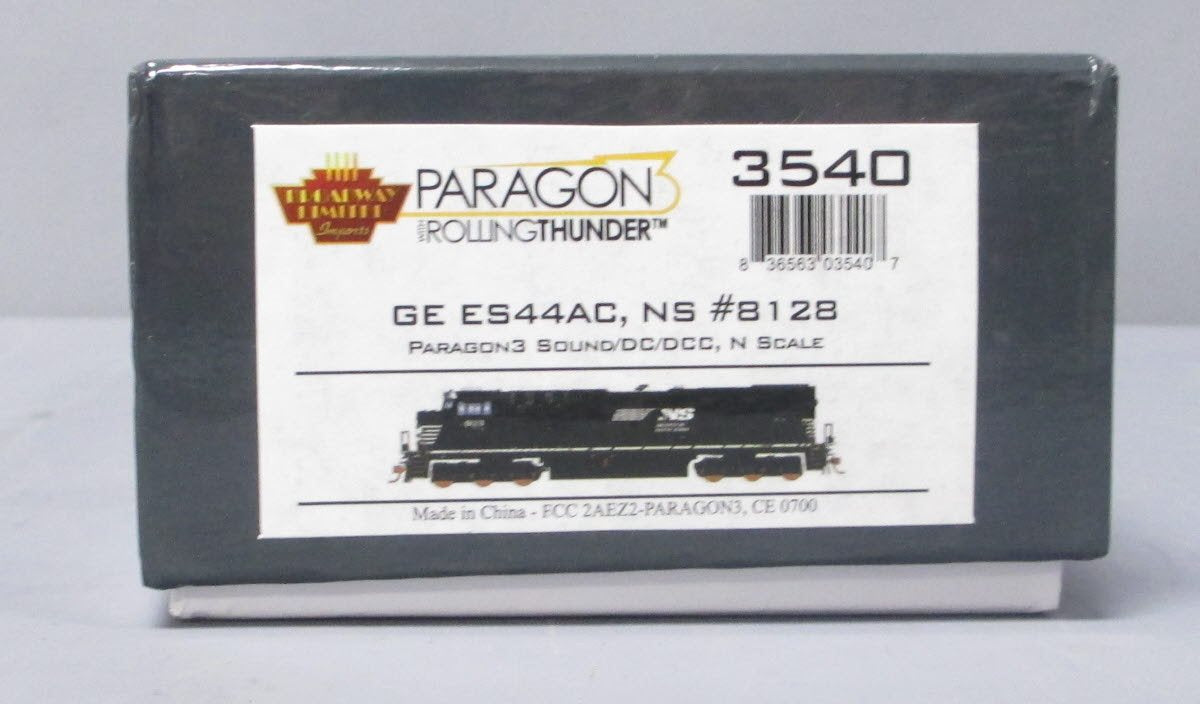 BROADWAY
LIMITED
Imports
PARAGON3
WITH ROLLINGTHUNDER™
3540
8 36563 03540 7
GE ES44AC, NS #8128
PARAGON3 SOUND/DC/DCC, N SCALE
NS
Made in China - FCC 2AEZ2-PARAGON3, CE 0700